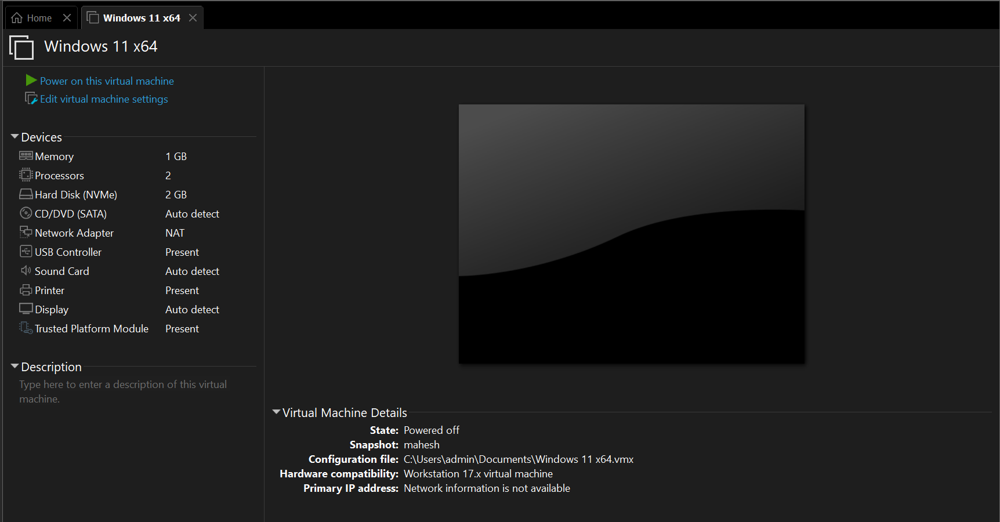 Home
Windows 11 x64
Windows 11 x64
Power on this virtual machine
Edit virtual machine settings
Devices
Memory 1 GB
Processors 2
Hard Disk (NVMe) 2 GB
CD/DVD (SATA) Auto detect
Network Adapter NAT
USB Controller Present
Sound Card Auto detect
Printer Present
Display Auto detect
Trusted Platform Module Present
Description
Type here to enter a description of this virtual
machine.
Virtual Machine Details
State: Powered off
Snapshot: mahesh
Configuration file: C:\Users\admin\Documents\Windows 11 x64.vmx
Hardware compatibility: Workstation 17.x virtual machine
Primary IP address: Network information is not available